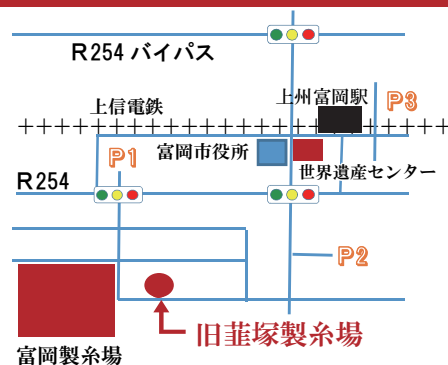 R254 バイパス
上信電鉄
上州富岡駅
P3
P1
富岡市役所
世界遺産センター
R254
P2
旧韮塚製糸場
富岡製糸場